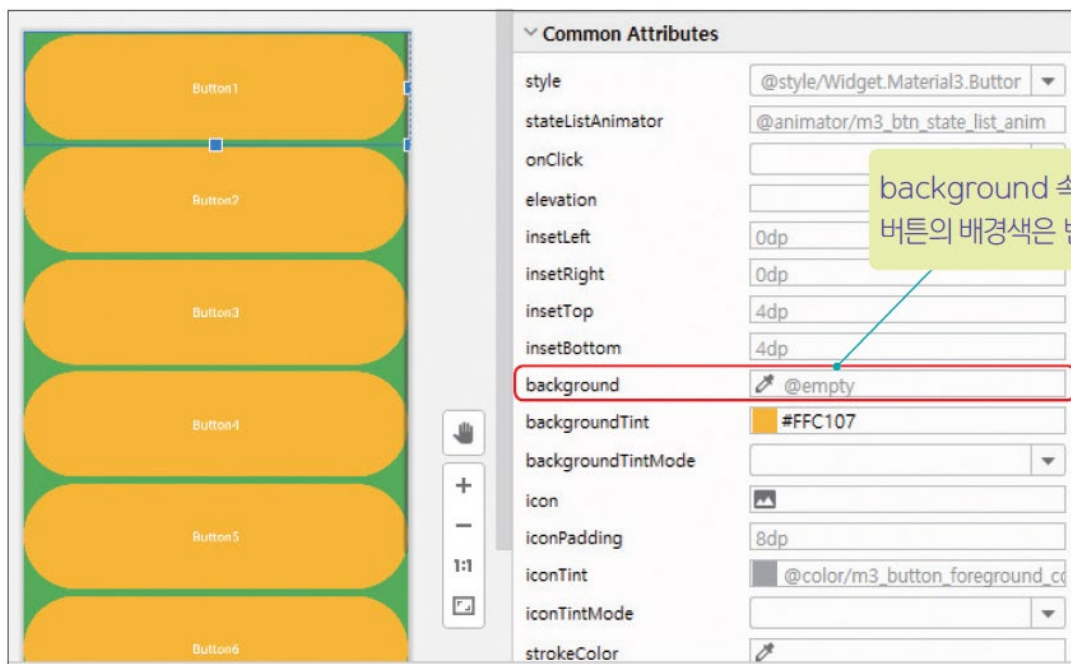 Button1
Button2
Button3
Button4
Button5
Button6
1:1
Common Attributes
style @style/Widget.Material3.Buttor
stateListAnimator @animator/m3_btn_state_list_anim
onClick
elevation
insetLeft 0dp
insetRight 0dp
insetTop 4dp
insetBottom 4dp
background @empty
backgroundTint #FFC107
backgroundTintMode
icon
iconPadding 8dp
iconTint @color/m3_button_foreground_co
iconTintMode
strokeColor
background
버튼의 배경색은